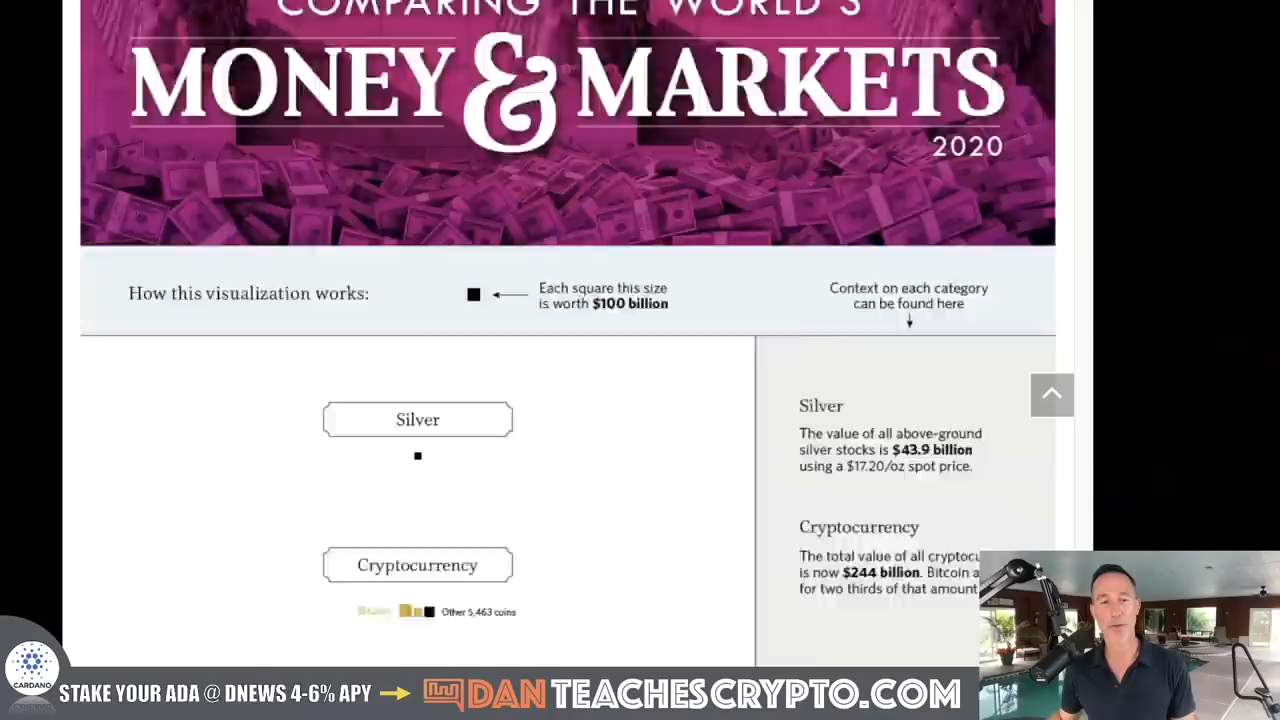 COMPARING THE WORLD'S
MONEY & MARKETS
2020
How this visualization works:
Each square this size
is worth $100 billion
Context on each category
can be found here
Silver
Silver
The value of all above-ground
silver stocks is $43.9 billion
using a $17.20/oz spot price.
Cryptocurrency
Other 5,463 coins
Cryptocurrency
The total value of all cryptocu
is now $244 billion. Bitcoin a
for two thirds of that amount
CARDANO
STAKE YOUR ADA @ DNEWS 4-6% APY
DANTEACHESCRYPTO.COM